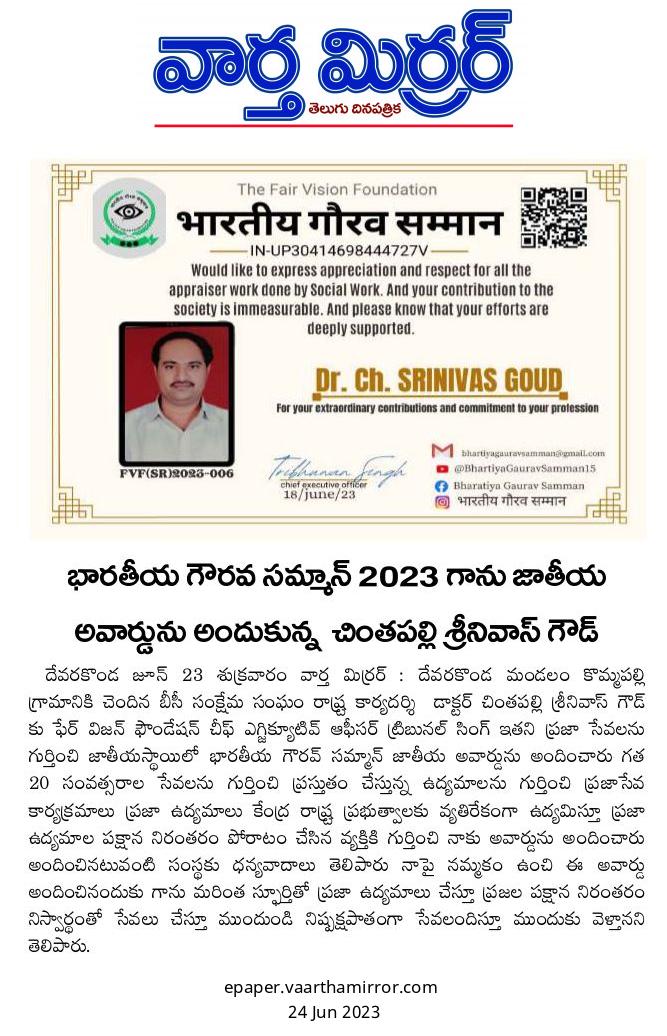 వార్త మిర్రర్
తెలుగు దినపత్రిక
The Fair Vision Foundation
भारतीय गौरव सम्मान
IN-UP30414698444727V
Would like to express appreciation and respect for all the
appraiser work done by Social Work. And your contribution to the
society is immeasurable. And please know that your efforts are
deeply supported.
Dr. Ch. SRINIVAS GOUD
For your extraordinary contributions and commitment to your profession
FVF(SR)2023-006
Tribhuvan Singh
chief executive officer
18/june/23
bhartiyagauravsamman@gmail.com
@BhartiyaGauravSamman15
Bharatiya Gaurav Samman
भारतीय गौरव सम्मान
భారతీయ గౌరవ సమ్మాన్ 2023 గాను జాతీయ
అవార్డును అందుకున్న చింతపల్లి శ్రీనివాస్ గౌడ్
దేవరకొండ జూన్ 23 శుక్రవారం వార్త మిర్రర్ : దేవరకొండ మండలం కొమ్మపల్లి
గ్రామానికి చెందిన బీసీ సంక్షేమ సంఘం రాష్ట్ర కార్యదర్శి డాక్టర్ చింతపల్లి శ్రీనివాస్ గౌడ్
కు ఫేర్ విజన్ ఫౌండేషన్ చీఫ్ ఎగ్జిక్యూటివ్ ఆఫీసర్ ట్రిబునల్ సింగ్ ఇతని ప్రజా సేవలను
గుర్తించి జాతీయస్థాయిలో భారతీయ గౌరవ్ సమ్మాన్ జాతీయ అవార్డును అందించారు గత
20 సంవత్సరాల సేవలను గుర్తించి ప్రస్తుతం చేస్తున్న ఉద్యమాలను గుర్తించి ప్రజాసేవ
కార్యక్రమాలు ప్రజా ఉద్యమాలు కేంద్ర రాష్ట్ర ప్రభుత్వాలకు వ్యతిరేకంగా ఉద్యమిస్తూ ప్రజా
ఉద్యమాల పక్షాన నిరంతరం పోరాటం చేసిన వ్యక్తికి గుర్తించి నాకు అవార్డును అందించారు
అందించినటువంటి సంస్థకు ధన్యవాదాలు తెలిపారు నాపై నమ్మకం ఉంచి ఈ అవార్డు
అందించినందుకు గాను మరింత స్ఫూర్తితో ప్రజా ఉద్యమాలు చేస్తూ ప్రజల పక్షాన నిరంతరం
నిస్వార్థంతో సేవలు చేస్తూ ముందుండి నిష్పక్షపాతంగా సేవలందిస్తూ ముందుకు వెళ్తానని
తెలిపారు.
epaper.vaarthamirror.com
24 Jun 2023